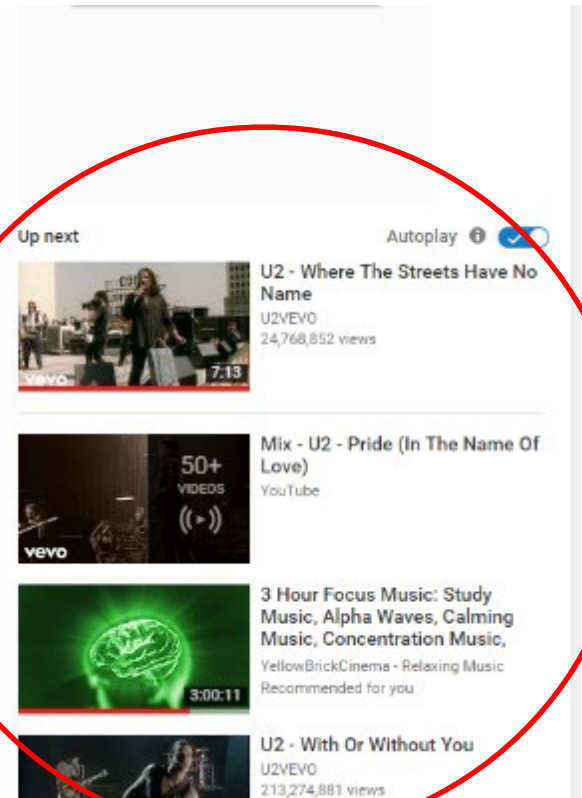 Up next
Autoplay
U2 - Where The Streets Have No
Name
U2VEVO
24,768,852 views
7:13
vevo
Mix - U2 - Pride (In The Name Of
Love)
YouTube
50+
VIDEOS
vevo
3 Hour Focus Music: Study
Music, Alpha Waves, Calming
Music, Concentration Music,
YellowBrickCinema - Relaxing Music
Recommended for you
3:00:11
U2 - With Or Without You
U2VEVO
213,274,881 views